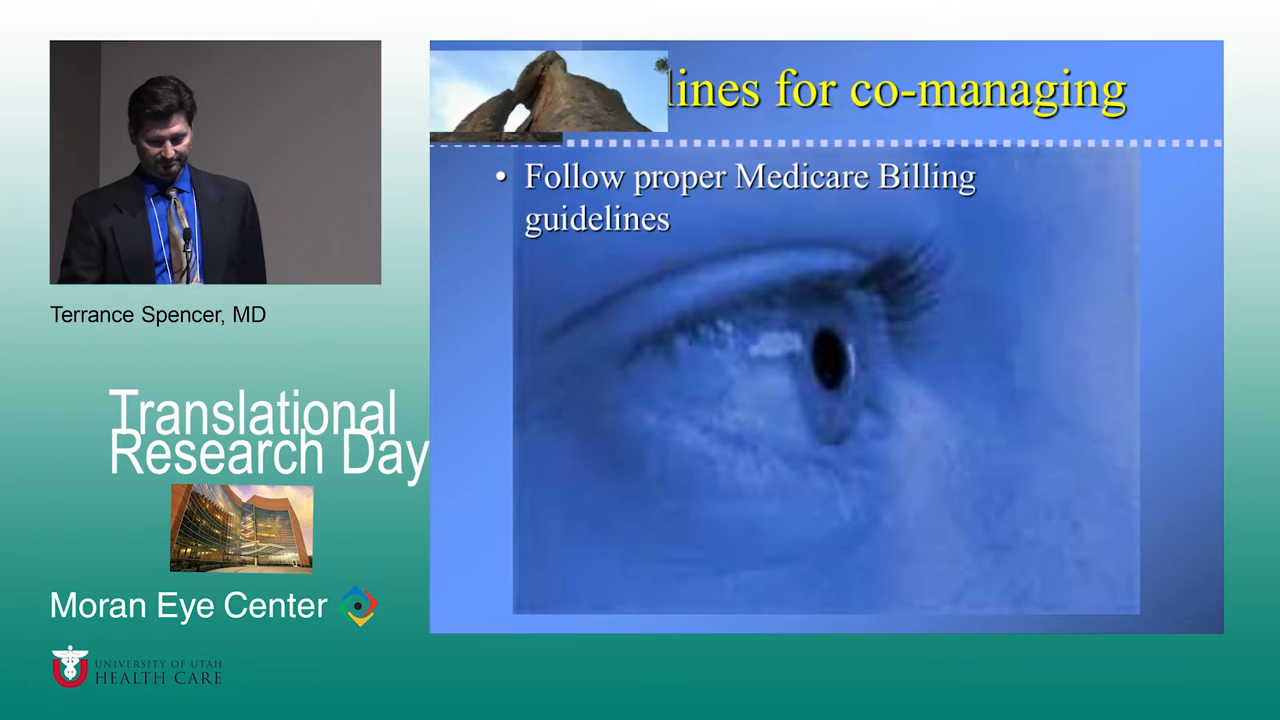 lines for co-managing
• Follow proper Medicare Billing
guidelines
Terrance Spencer, MD
Translational
Research Day
Moran Eye Center
UNIVERSITY OF UTAH
HEALTH CARE